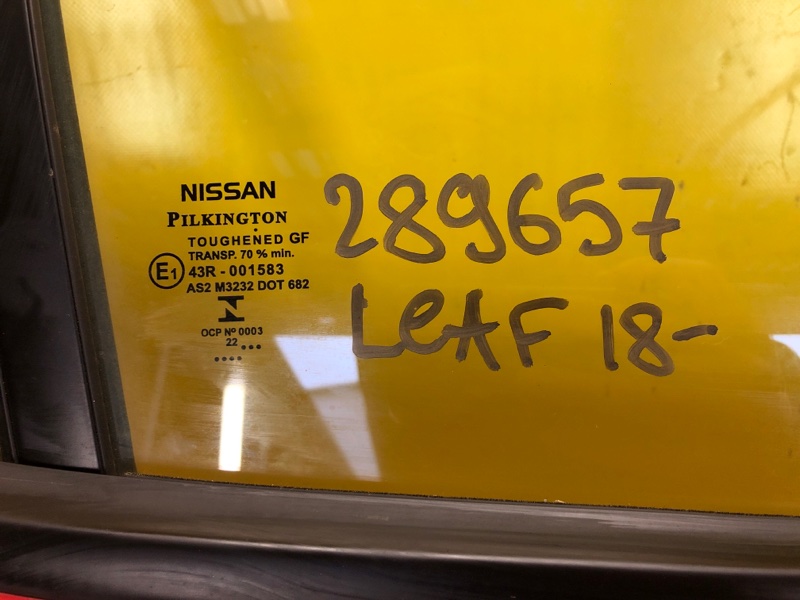 NISSAN
PILKINGTON
TOUGHENED GF
TRANSP. 70 % min.
E1 43R - 001583
AS2 M3232 DOT 682
N
OCP Nº 0003
22 ...
....
289657
LeAF 18-